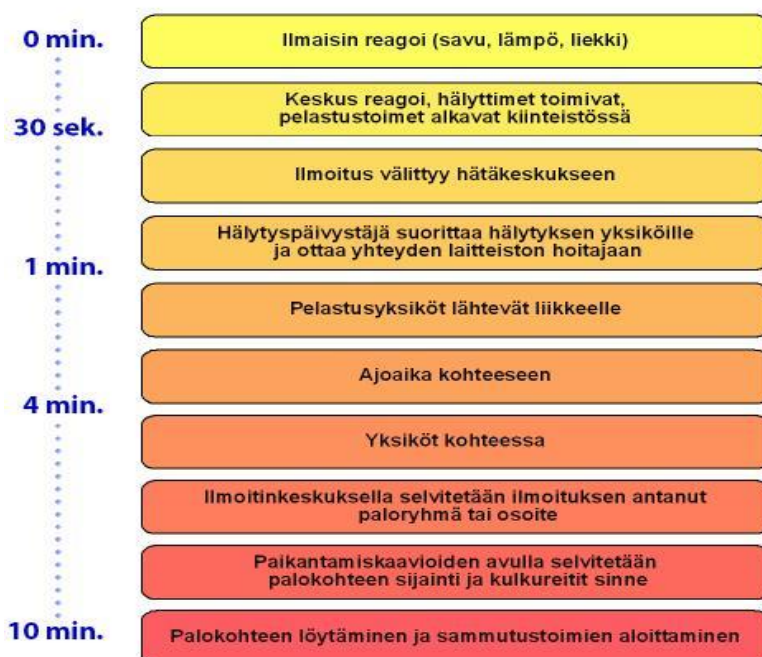 0 min.
Ilmaisin reagoi (savu, lämpö, liekki)
Keskus reagoi, hälyttimet toimivat,
pelastustoimet alkavat kiinteistössä
30 sek.
Ilmoitus välittyy hätäkeskukseen
Hälytyspäivystäjä suorittaa hälytyksen yksiköille
ja ottaa yhteyden laitteiston hoitajaan
1 min.
Pelastusyksiköt lähtevät liikkeelle
Ajoaika kohteeseen
4 min.
Yksiköt kohteessa
Ilmoitinkeskuksella selvitetään ilmoituksen antanut
paloryhmä tai osoite
Paikantamiskaavioiden avulla selvitetään
palokohteen sijainti ja kulkureitit sinne
10 min.
Palokohteen löytäminen ja sammutustoimien aloittaminen